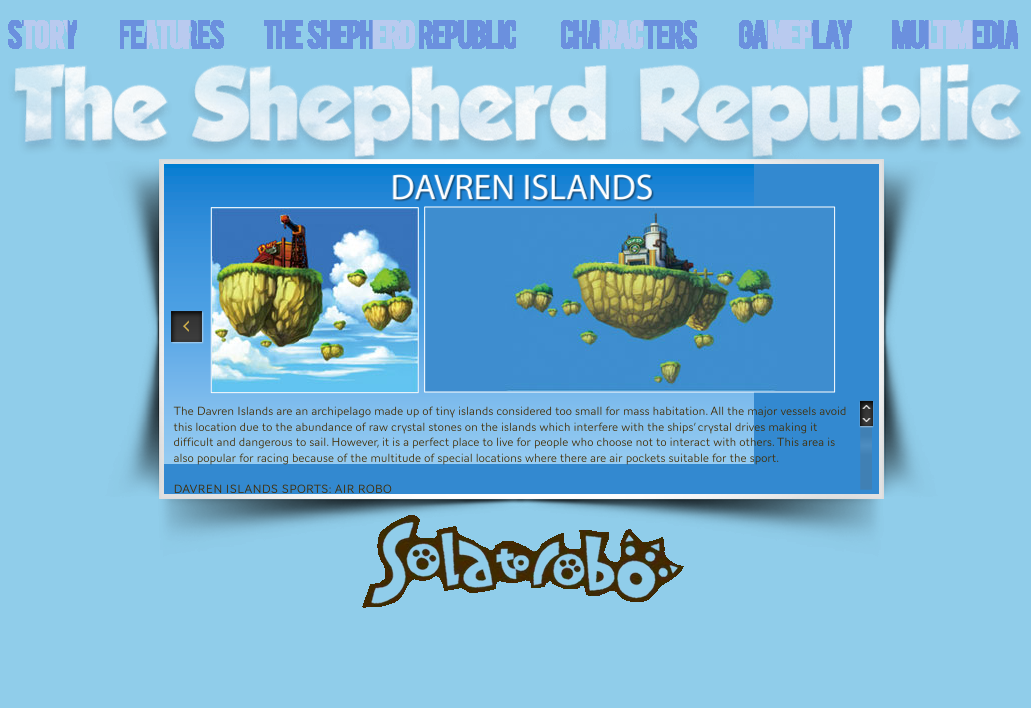 STORY FEATURES THE SHEPHERD REPUBLIC CHARACTERS GAMEPLAY MULTIMEDIA
The Shepherd Republic
DAVREN ISLANDS
The Davren Islands are an archipelago made up of tiny islands considered too small for mass habitation. All the major vessels avoid
this location due to the abundance of raw crystal stones on the islands which interfere with the ships' crystal drives making it
difficult and dangerous to sail. However, it is a perfect place to live for people who choose not to interact with others. This area is
also popular for racing because of the multitude of special locations where there are air pockets suitable for the sport.
DAVREN ISLANDS SPORTS: AIR ROBO
Solatorobo